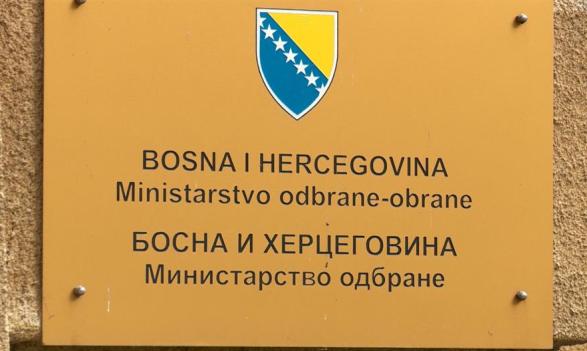 BOSNA I HERCEGOVINA
Ministarstvo odbrane-obrane
БОСНА И ХЕРЦЕГОВИНА
Министарство одбране